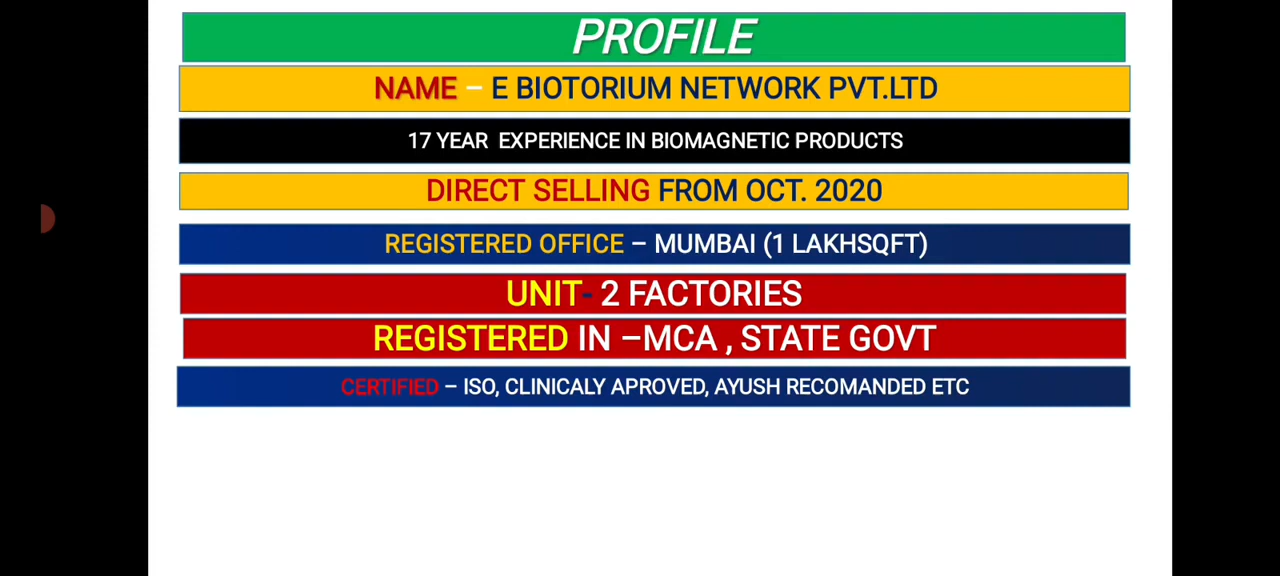 PROFILE
NAME – E BIOTORIUM NETWORK PVT.LTD
17 YEAR EXPERIENCE IN BIOMAGNETIC PRODUCTS
DIRECT SELLING FROM OCT. 2020
REGISTERED OFFICE – MUMBAI (1 LAKHSQFT)
UNIT- 2 FACTORIES
REGISTERED IN –MCA , STATE GOVT
CERTIFIED – ISO, CLINICALY APROVED, AYUSH RECOMANDED ETC